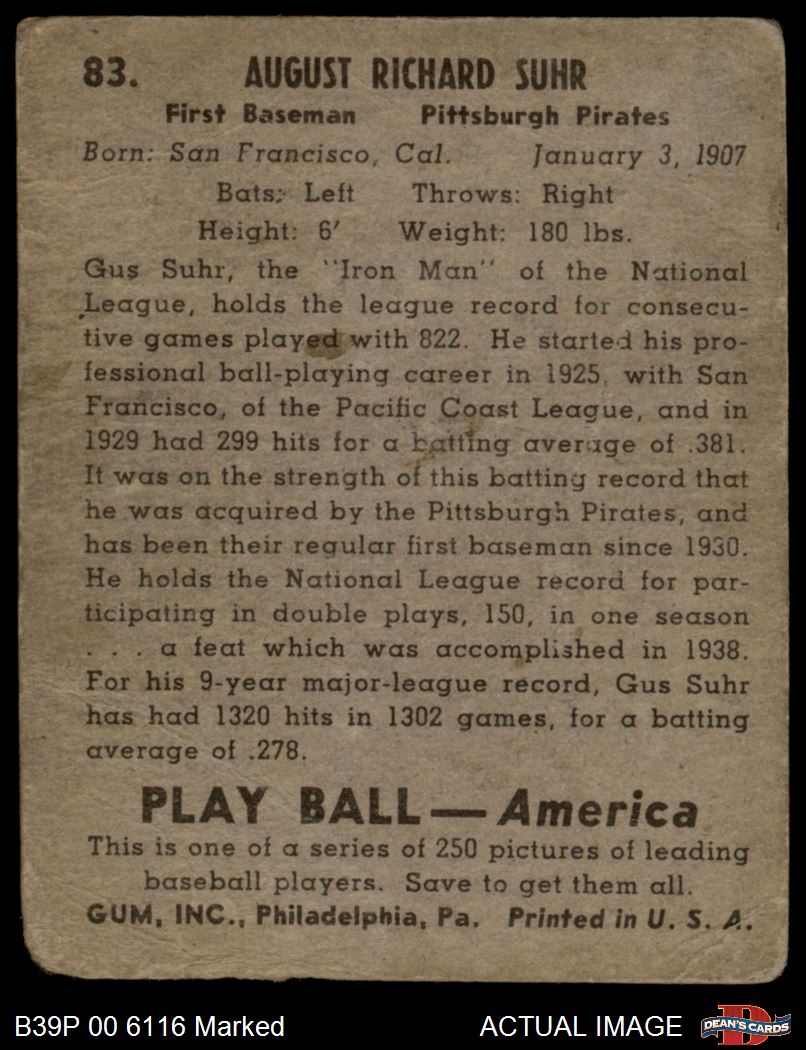 83. AUGUST RICHARD SUHR
First Baseman Pittsburgh Pirates
Born: San Francisco, Cal. January 3, 1907
Bats: Left Throws: Right
Height: 6′ Weight: 180 lbs.
Gus Suhr, the "Iron Man" of the National
League, holds the league record for consecu-
tive games played with 822. He started his pro-
fessional ball-playing career in 1925, with San
Francisco, of the Pacific Coast League, and in
1929 had 299 hits for a batting average of .381.
It was on the strength of this batting record that
he was acquired by the Pittsburgh Pirates, and
has been their regular first baseman since 1930.
He holds the National League record for par-
ticipating in double plays, 150, in one season
. . . a feat which was accomplished in 1938.
For his 9-year major-league record, Gus Suhr
has had 1320 hits in 1302 games, for a batting
average of .278.
PLAY BALL—America
This is one of a series of 250 pictures of leading
baseball players. Save to get them all.
GUM, INC., Philadelphia, Pa. Printed in U. S. A.
B39P 00 6116 Marked ACTUAL IMAGE D DEAN'S CARDS